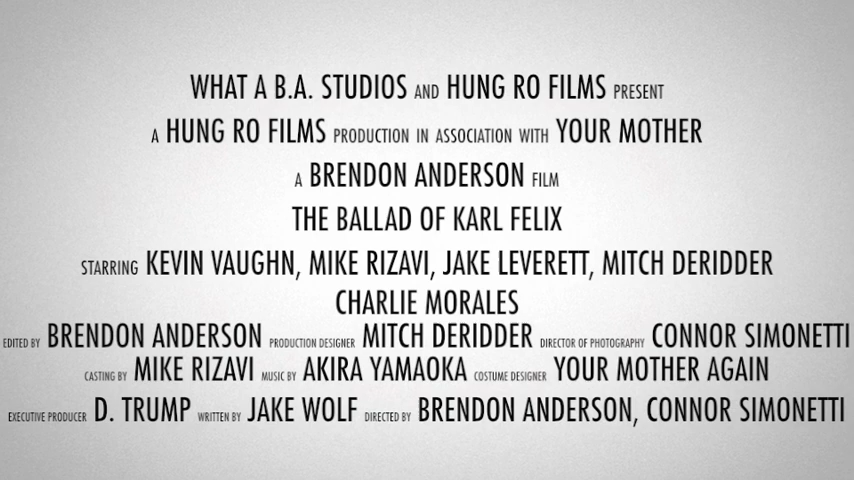 WHAT A B.A. STUDIOS AND HUNG RO FILMS PRESENT
A HUNG RO FILMS PRODUCTION IN ASSOCIATION WITH YOUR MOTHER
A BRENDON ANDERSON FILM
THE BALLAD OF KARL FELIX
STARRING KEVIN VAUGHN, MIKE RIZAVI, JAKE LEVERETT, MITCH DERIDDER
CHARLIE MORALES
EDITED BY BRENDON ANDERSON PRODUCTION DESIGNER MITCH DERIDDER DIRECTOR OF PHOTOGRAPHY CONNOR SIMONETTI
CASTING BY MIKE RIZAVI MUSIC BY AKIRA YAMAOKA COSTUME DESIGNER YOUR MOTHER AGAIN
EXECUTIVE PRODUCER D. TRUMP WRITTEN BY JAKE WOLF DIRECTED BY BRENDON ANDERSON, CONNOR SIMONETTI